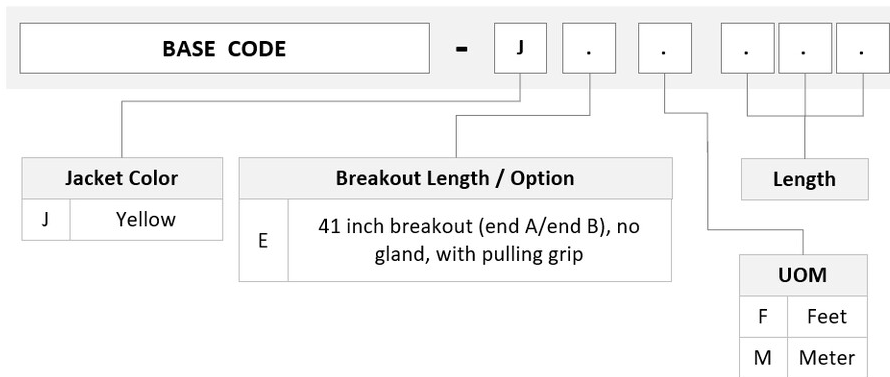 BASE CODE - J . . . . .
Jacket Color
J Yellow
Breakout Length / Option
E 41 inch breakout (end A/end B), no
gland, with pulling grip
Length
UOM
F Feet
M Meter